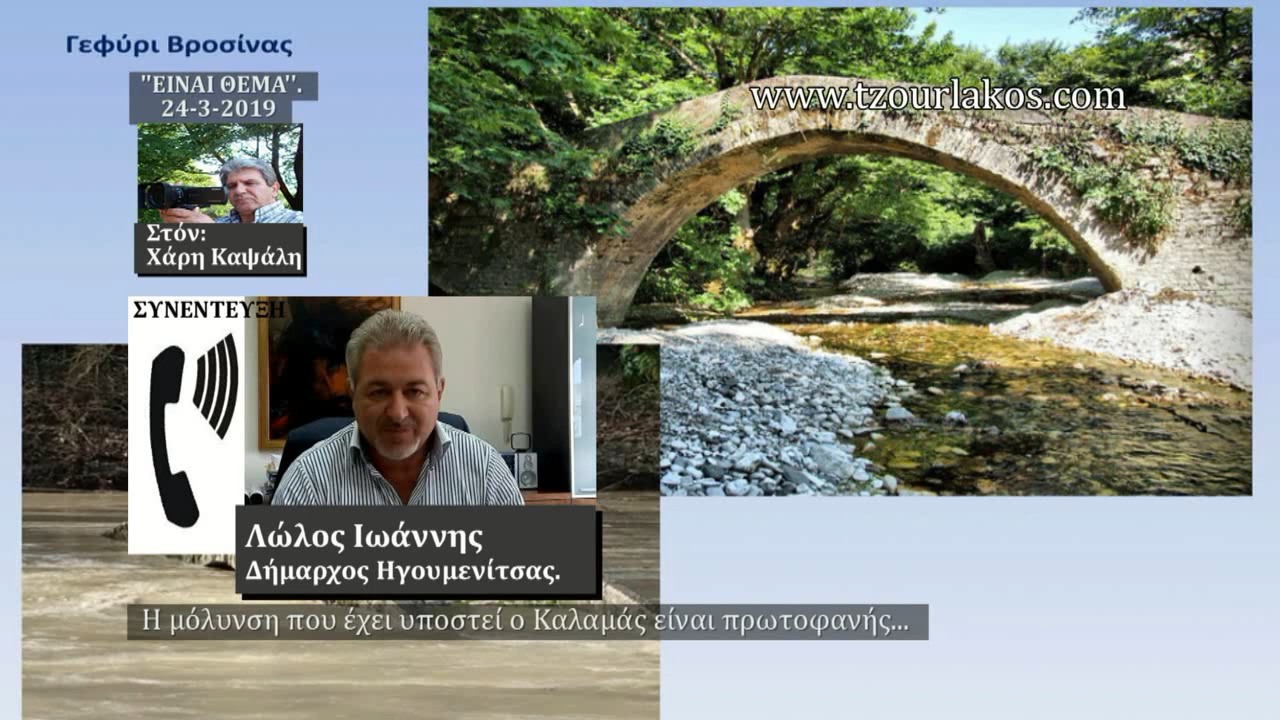 Γεφύρι Βροσίνας
"ΕΙΝΑΙ ΘΕΜΑ".
24-3-2019
www.tzourlakos.com
Στόν:
Χάρη Καψάλη
ΣΥΝΕΝΤΕΥΞΗ
Λώλος Ιωάννης
Δήμαρχος Ηγουμενίτσας.
Η μόλυνση που έχει υποστεί ο Καλαμάς είναι πρωτοφανής...